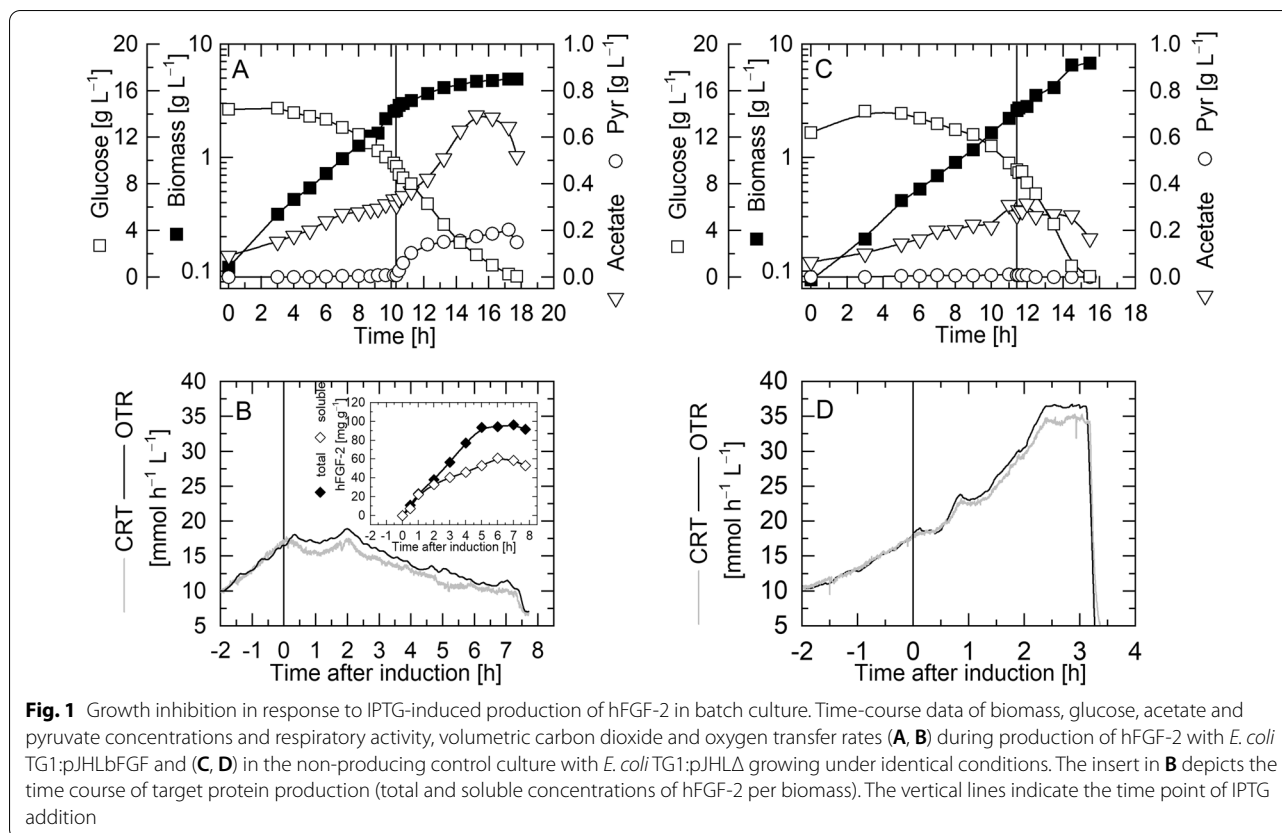 20 10 1.0 20 10 1.0
A C
16 0.8 16 0.8
12 0.6 12 0.6
1 1
8 0.4 8 0.4
4 0.2 4 0.2
0 0.1 0.0 0 0.1 0.0
Glucose [g L⁻¹]
Biomass [g L⁻¹]
Pyr [g L⁻¹]
Acetate
Glucose [g L⁻¹]
Biomass [g L⁻¹]
Pyr [g L⁻¹]
Acetate
0 2 4 6 8 10 12 14 16 18 20
Time [h]
0 2 4 6 8 10 12 14 16 18
Time [h]
40
35
30
25
20
15
10
5
B
CRT OTR
[mmol h⁻¹ L⁻¹]
-2 -1 0 1 2 3 4 5 6 7 8
Time after induction [h]
total soluble
hFGF-2 [mg g⁻¹]
120
100
80
60
40
20
0
-2 -1 0 1 2 3 4 5 6 7 8
Time after induction [h]
40
35
30
25
20
15
10
5
D
CRT OTR
[mmol h⁻¹ L⁻¹]
-2 -1 0 1 2 3 4
Time after induction [h]
Fig. 1 Growth inhibition in response to IPTG-induced production of hFGF-2 in batch culture. Time-course data of biomass, glucose, acetate and
pyruvate concentrations and respiratory activity, volumetric carbon dioxide and oxygen transfer rates (A, B) during production of hFGF-2 with E. coli
TG1:pJHLbFGF and (C, D) in the non-producing control culture with E. coli TG1:pJHLΔ growing under identical conditions. The insert in B depicts the
time course of target protein production (total and soluble concentrations of hFGF-2 per biomass). The vertical lines indicate the time point of IPTG
addition